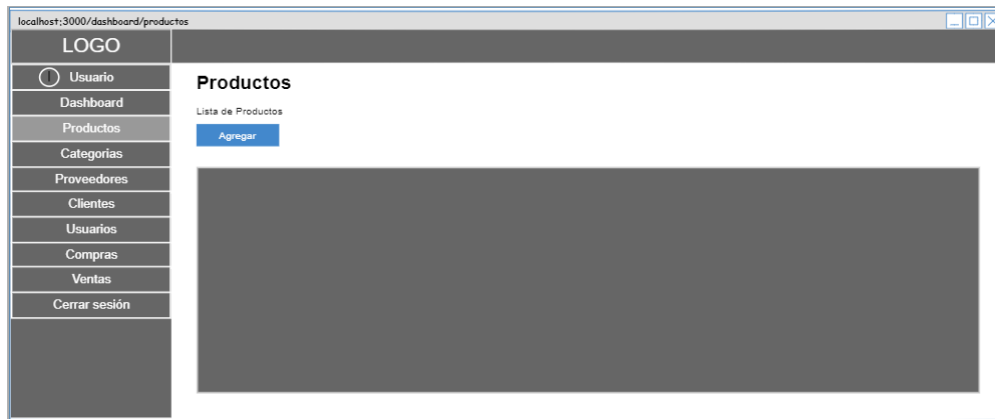 localhost:3000/dashboard/productos
LOGO
Usuario
Dashboard
Productos
Categorias
Proveedores
Clientes
Usuarios
Compras
Ventas
Cerrar sesión
Productos
Lista de Productos
Agregar